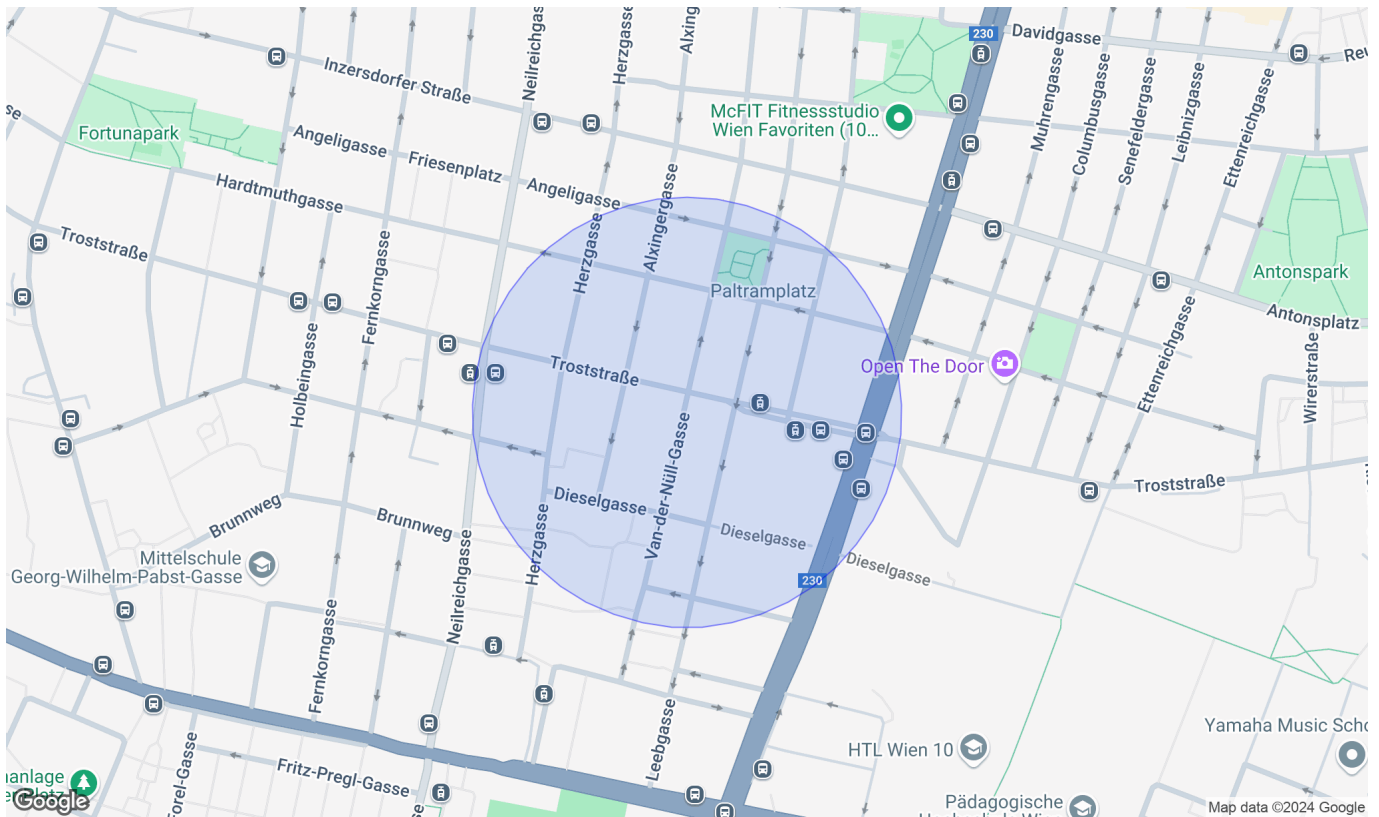 Inzersdorfer Straße
Neilreichgasse
Herzgasse
Alxing
230
Davidgasse
Reu
McFIT Fitnessstudio
Wien Favoriten (10...
Fortunapark
Angeligasse
Friesenplatz
Angeligasse
Muhrengasse
Columbusgasse
Senefeldergasse
Leibnizgasse
Ettenreichgasse
sse
Hardtmuthgasse
Troststraße
Fernkorngasse
Herzgasse
Alxingergasse
Paltramplatz
Antonspark
Antonsplatz
Holbeingasse
Troststraße
Open The Door
Ettenreichgasse
Wirerstraße
Van-der-Nüll-Gasse
Troststraße
Brunnweg
Brunnweg
Dieselgasse
Dieselgasse
Dieselgasse
Herzgasse
Neilreichgasse
Mittelschule
Georg-Wilhelm-Pabst-Gasse
230
Fernkorngasse
Leebgasse
Forel-Gasse
Fritz-Pregl-Gasse
HTL Wien 10
Yamaha Music Scho
Pädagogische
nanlage
Google
Map data ©2024 Google